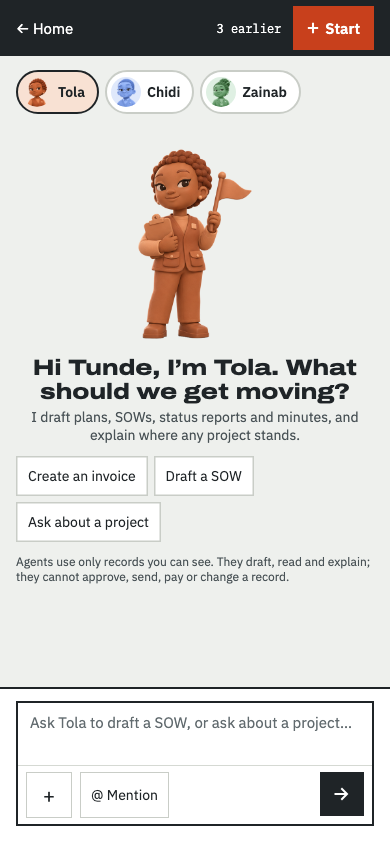 ← Home
3 earlier
+ Start
Tola
Chidi
Zainab
Hi Tunde, I’m Tola. What
should we get moving?
I draft plans, SOWs, status reports and minutes, and
explain where any project stands.
Create an invoice
Draft a SOW
Ask about a project
Agents use only records you can see. They draft, read and explain;
they cannot approve, send, pay or change a record.
Ask Tola to draft a SOW, or ask about a project...
+
@ Mention
→